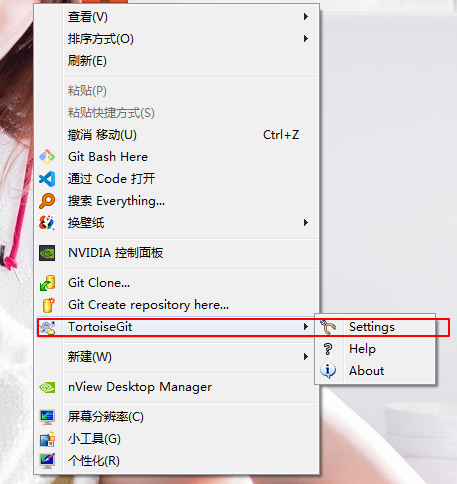 查看(V)
排序方式(O)
刷新(E)
粘贴(P)
粘贴快捷方式(S)
撤消 移动(U) Ctrl+Z
Git Bash Here
通过 Code 打开
搜索 Everything...
换壁纸
NVIDIA 控制面板
Git Clone...
Git Create repository here...
TortoiseGit Settings
Help
新建(W)
About
nView Desktop Manager
屏幕分辨率(C)
小工具(G)
个性化(R)